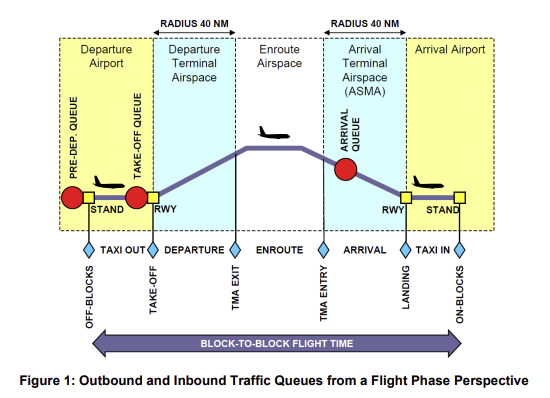 RADIUS 40 NM
RADIUS 40 NM
Departure
Airport
Departure
Terminal
Airspace
Enroute
Airspace
Arrival
Terminal
Airspace
(ASMA)
Arrival Airport
PRE-DEP. QUEUE
TAKE-OFF QUEUE
ARRIVAL
QUEUE
STAND
RWY
RWY
STAND
TAXI OUT
DEPARTURE
ENROUTE
ARRIVAL
TAXI IN
OFF-BLOCKS
TAKE-OFF
TMA EXIT
TMA ENTRY
LANDING
ON-BLOCKS
BLOCK-TO-BLOCK FLIGHT TIME
Figure 1: Outbound and Inbound Traffic Queues from a Flight Phase Perspective